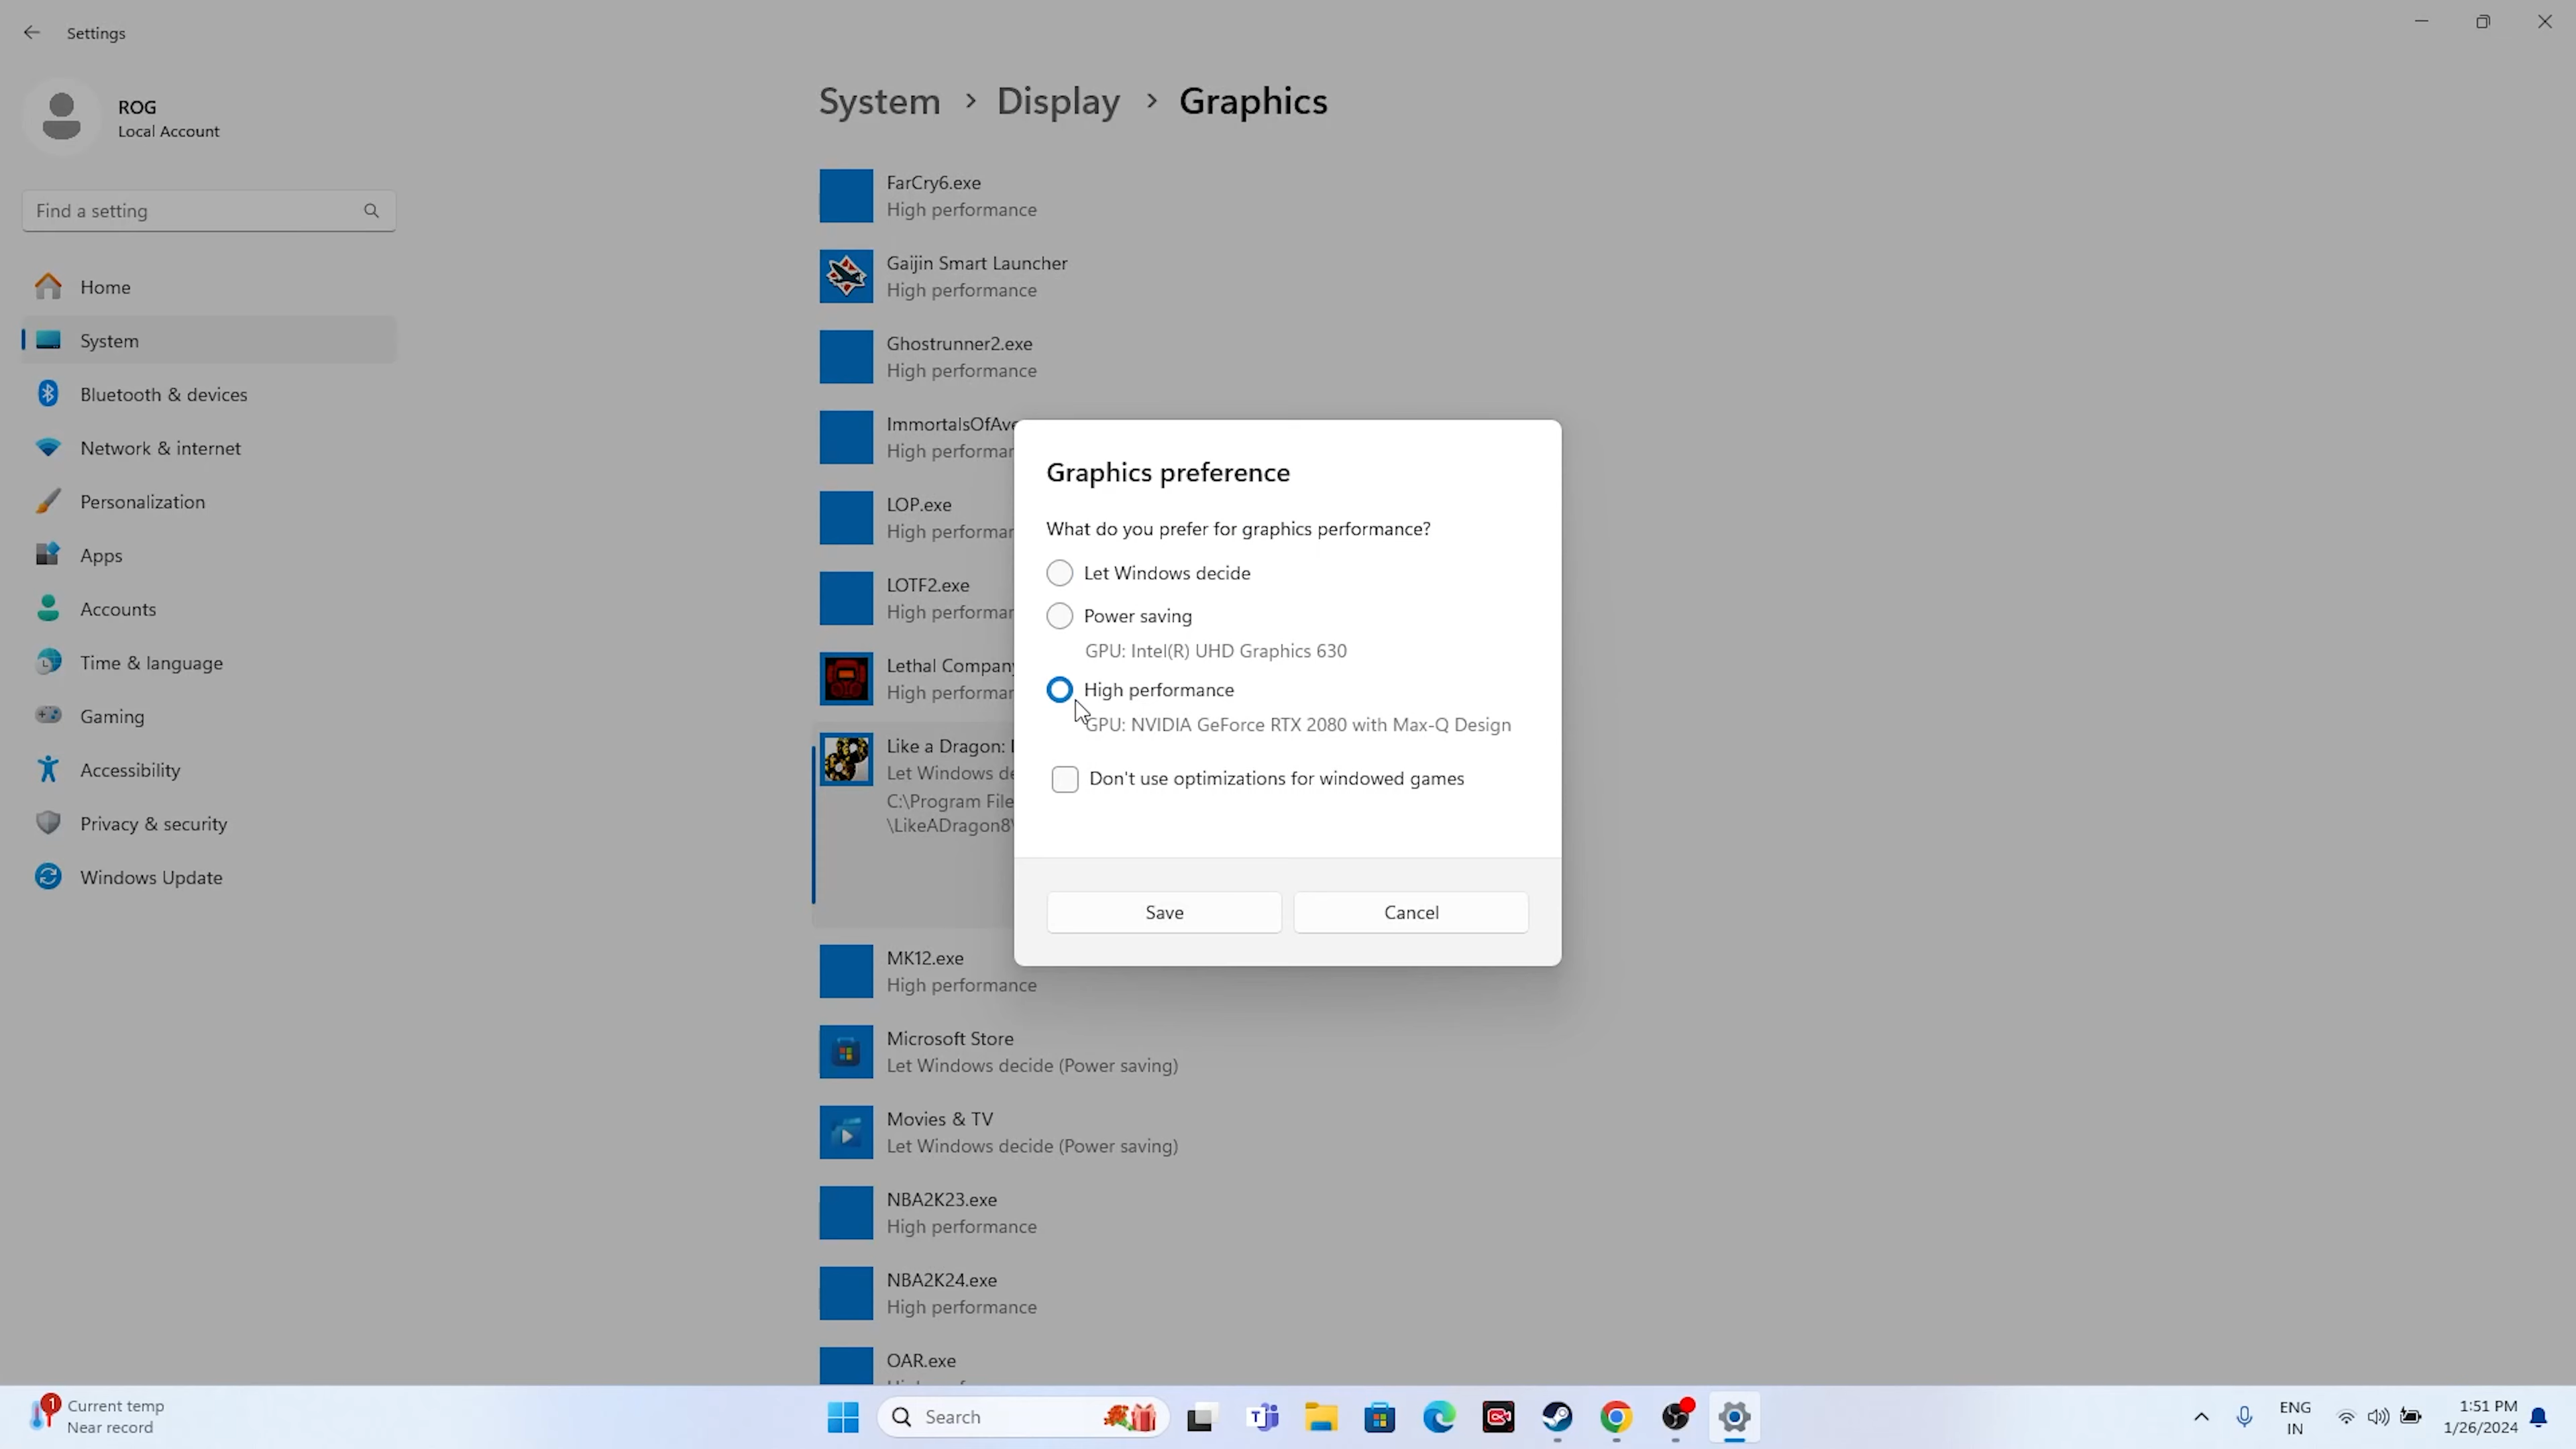 Settings
ROG
Local Account
Find a setting
Home
System
Bluetooth & devices
Network & internet
Personalization
Apps
Accounts
Time & language
Gaming
Accessibility
Privacy & security
Windows Update
System > Display > Graphics
FarCry6.exe
High performance
Gaijin Smart Launcher
High performance
Ghostrunner2.exe
High performance
ImmortalsOfAve
High performan
LOP.exe
High performan
LOTF2.exe
High performan
Lethal Company
High performan
Like a Dragon:
Let Windows de
C:\Program File
\LikeADragon8\
MK12.exe
High performance
Microsoft Store
Let Windows decide (Power saving)
Movies & TV
Let Windows decide (Power saving)
NBA2K23.exe
High performance
NBA2K24.exe
High performance
OAR.exe
Graphics preference
What do you prefer for graphics performance?
Let Windows decide
Power saving
GPU: Intel(R) UHD Graphics 630
High performance
GPU: NVIDIA GeForce RTX 2080 with Max-Q Design
Don't use optimizations for windowed games
Save
Cancel
1
Current temp
Near record
Search
ENG
IN
1:51 PM
1/26/2024